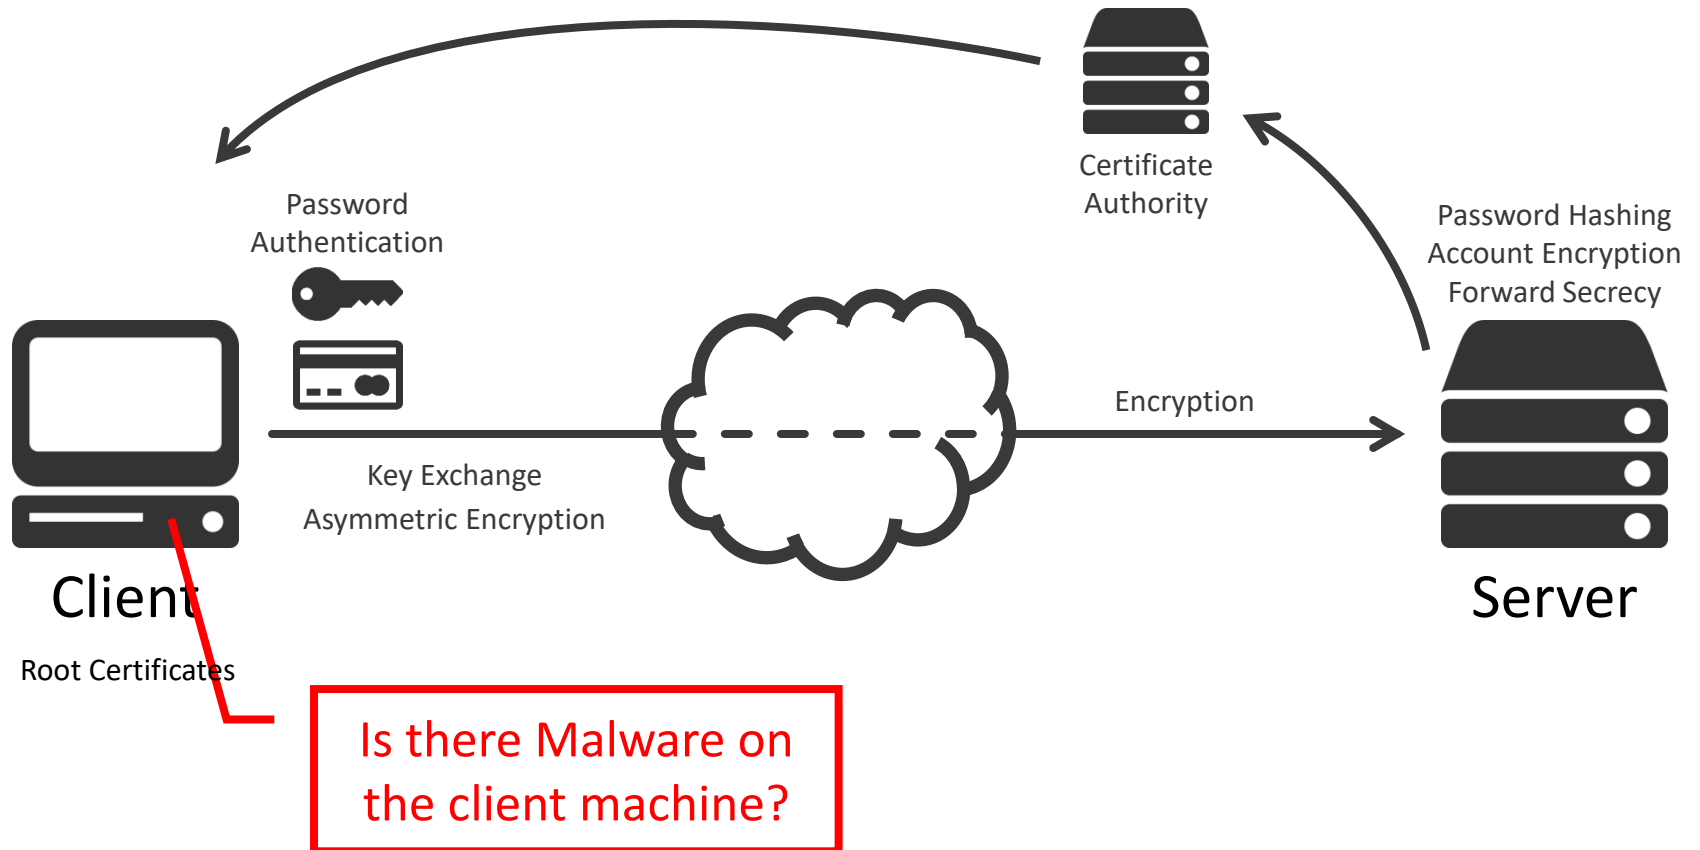 Certificate
Authority
Password
Authentication
Password Hashing
Account Encryption
Forward Secrecy
Encryption
Key Exchange
Asymmetric Encryption
Client
Server
Root Certificates
Is there Malware on
the client machine?